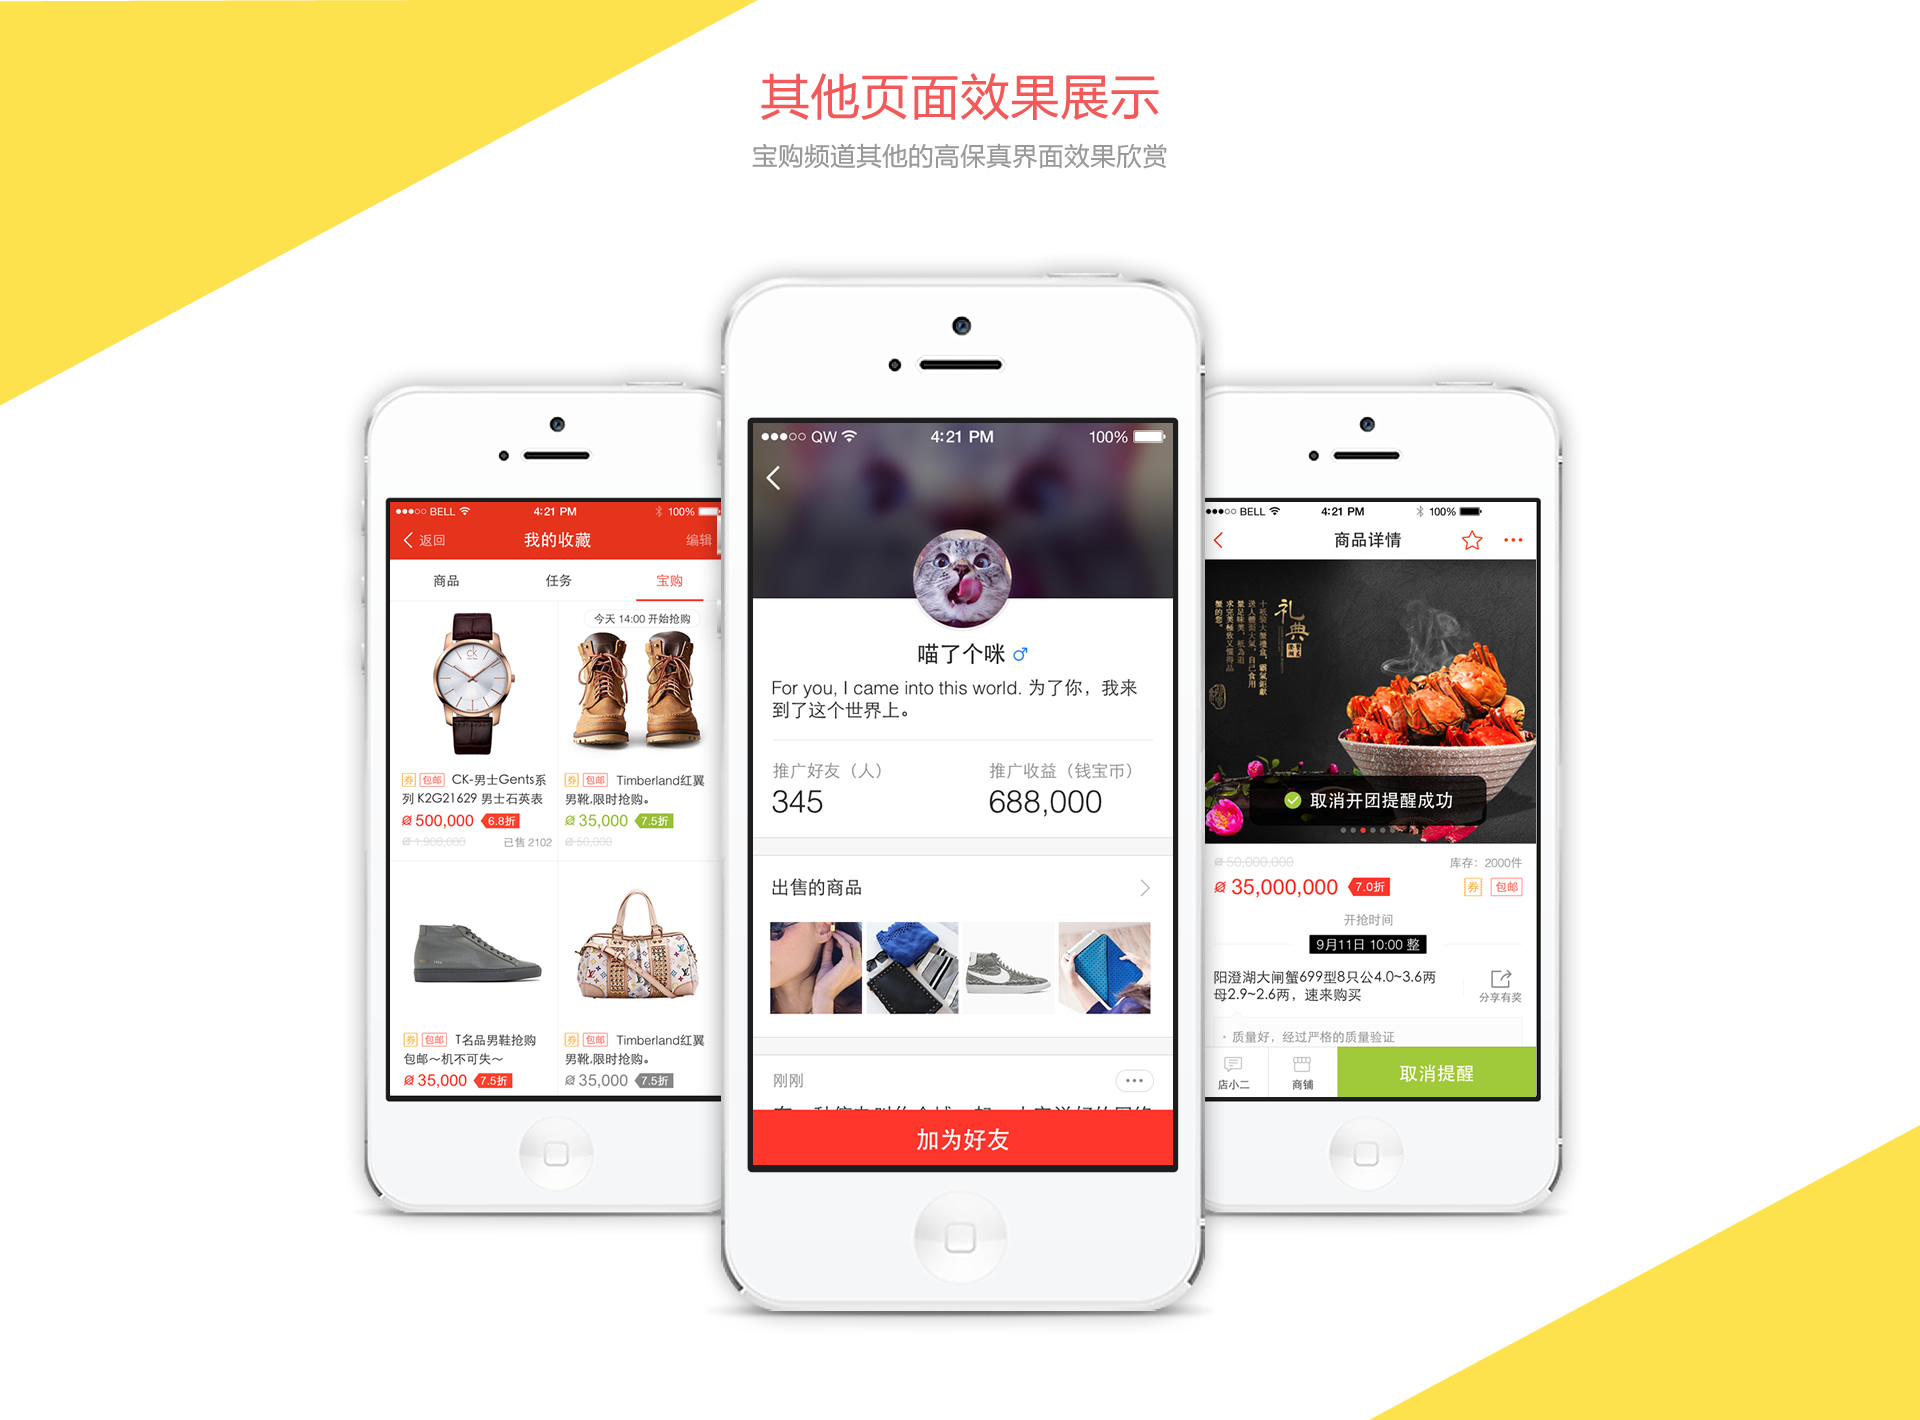 其他页面效果展示
宝购频道其他的高保真界面效果欣赏
BELL 4:21 PM 100%
返回 我的收藏 编辑
商品 任务 宝购
今天 14:00 开始抢购
ck
券 包邮 CK-男士Gents系
列 K2G21629 男士石英表
500,000 6.8折
1,900,000 已售 2102
券 包邮 Timberland红翼
男靴,限时抢购。
35,000 7.5折
50,000
券 包邮 T名品男鞋抢购
包邮~机不可失~
35,000 7.5折
券 包邮 Timberland红翼
男靴,限时抢购。
35,000 7.5折
QW 4:21 PM 100%
喵了个咪
For you, I came into this world. 为了你，我来
到了这个世界上。
推广好友（人） 推广收益（钱宝币）
345 688,000
出售的商品
刚刚
加为好友
BELL 4:21 PM 100%
商品详情
礼典
取消开团提醒成功
50,000,000 库存：2000件
35,000,000 7.0折 券 包邮
开抢时间
9月11日 10:00 整
阳澄湖大闸蟹699型8只公4.0~3.6两
母2.9~2.6两，速来购买
分享有奖
· 质量好，经过严格的质量验证
店小二 商铺 取消提醒